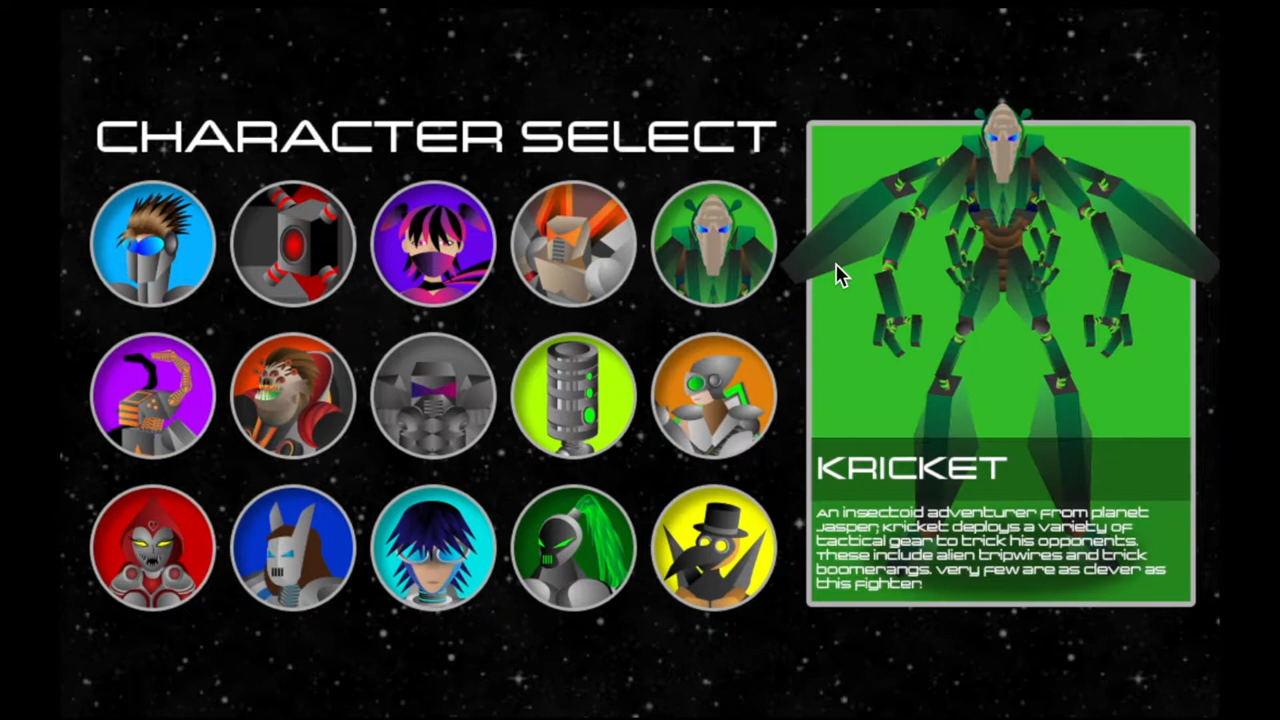 CHARACTER SELECT
KRICKET
An insectoid adventurer from planet
Jasper, Kricket deploys a variety of
tactical gear to trick his opponents.
These include alien tripwires and trick
boomerangs. Very few are as clever as
this fighter.